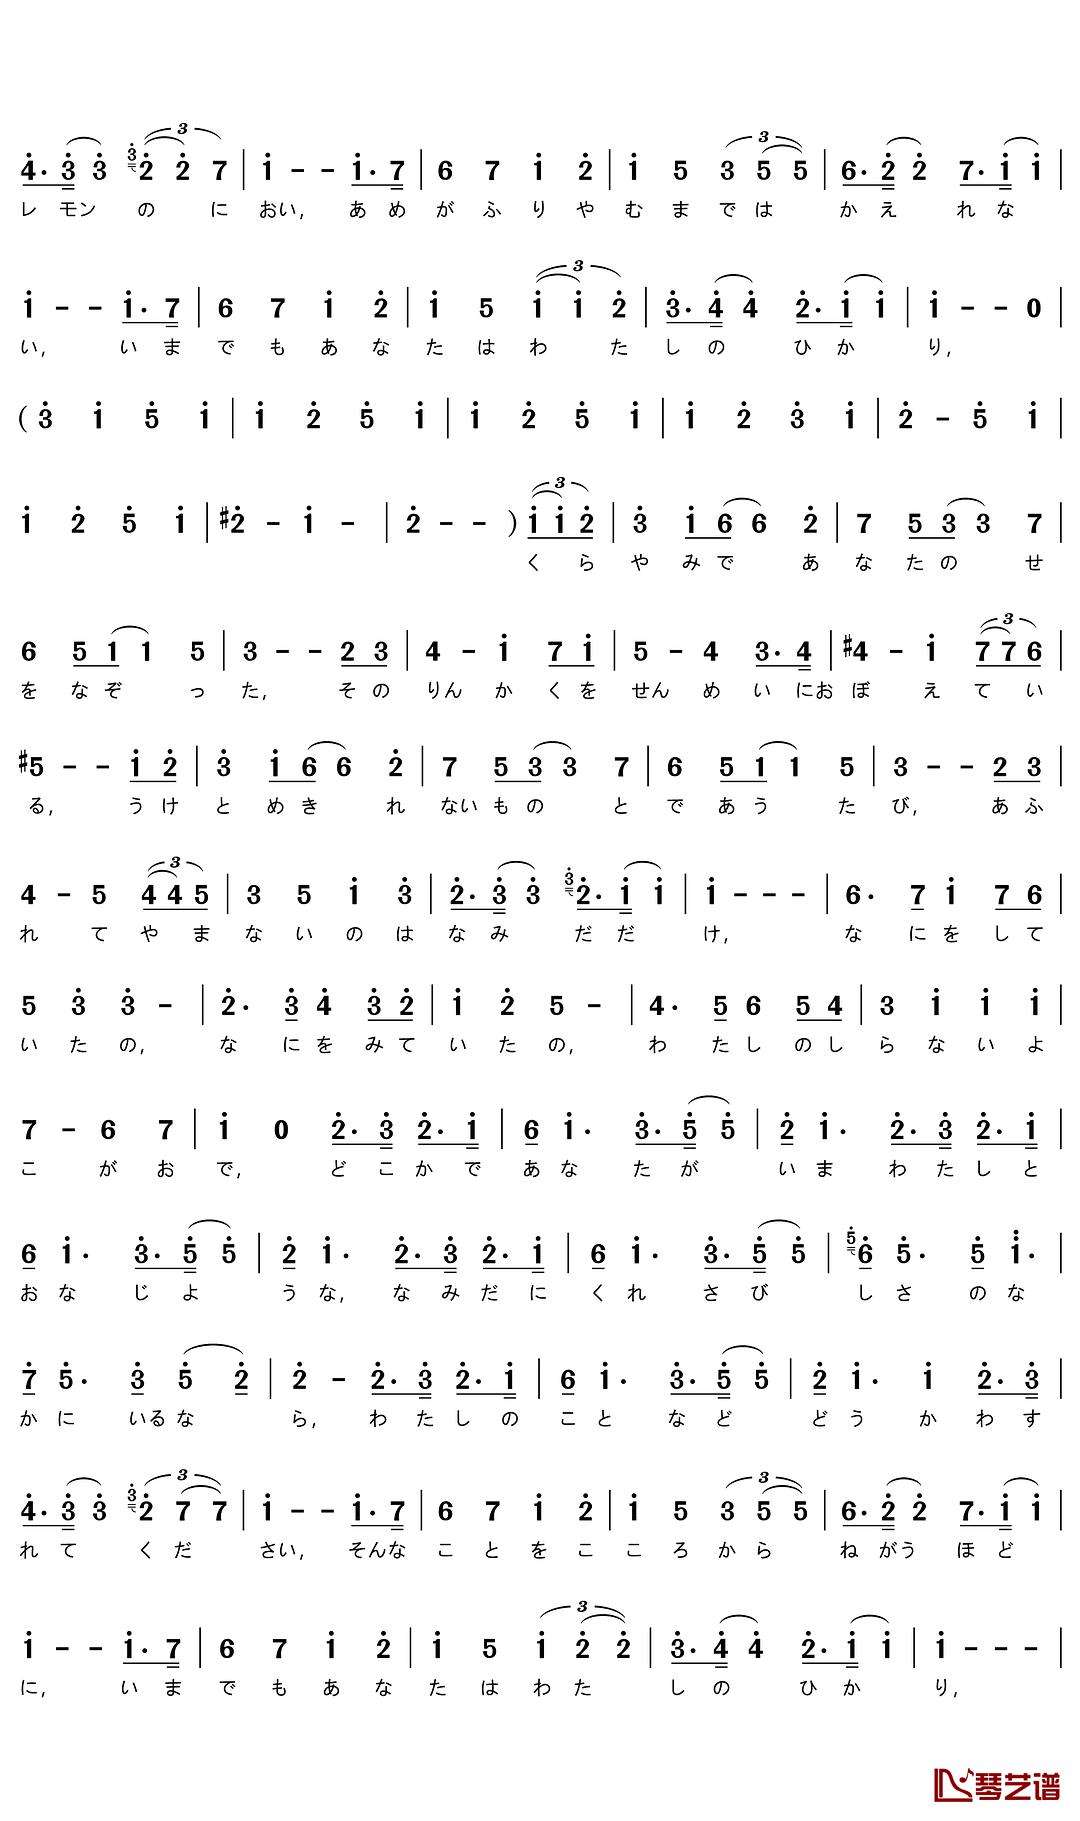 4. 3 3 3 2 2 7 | 1 - - 1. 7 | 6 7 1 2 | 1 5 3 5 5 | 6. 2 2 7. 1 1 |
レ モン の に おい, あ め が ふ り や む ま で は か え れ な
1 - - 1. 7 | 6 7 1 2 | 1 5 1 1 2 | 3. 4 4 2. 1 1 | 1 - - 0 |
い, い ま で も あ な た は わ た し の ひ か り,
( 3 1 5 1 | 1 2 5 1 | 1 2 5 1 | 1 2 3 1 | 2 - 5 1 |
1 2 5 1 | #2 - 1 - | 2 - - ) 1 1 2 | 3 1 6 6 2 | 7 5 3 3 7 |
く ら や み で あ な た の せ
6 5 1 1 5 | 3 - - 2 3 | 4 - 1 7 1 | 5 - 4 3. 4 | #4 - 1 7 7 6 |
を な ぞ っ た, そ の りん か く を せん め い にお ぼ え て い
#5 - - 1 2 | 3 1 6 6 2 | 7 5 3 3 7 | 6 5 1 1 5 | 3 - - 2 3 |
る, う け と め き れ ない も の と で あ う た び, あ ふ
4 - 5 4 4 5 | 3 5 1 3 | 2. 3 3 3 2. 1 1 | 1 - - - | 6. 7 1 7 6 |
れ て や ま な い の は な み だ だ け, な に を し て
5 3 3 - | 2. 3 4 3 2 | 1 2 5 - | 4. 5 6 5 4 | 3 1 1 1 |
い た の, な に を み て い た の, わ た し の し ら な い よ
7 - 6 7 | 1 0 2. 3 2. 1 | 6 1. 3. 5 5 | 2 1. 2. 3 2. 1 |
こ が お で, ど こ か で あ な た が い ま わ た し と
6 1. 3. 5 5 | 2 1. 2. 3 2. 1 | 6 1. 3. 5 5 | 5 6 5. 5 1. |
お な じ よ う な, な み だ に く れ さ び し さ の な
7 5. 3 5 2 | 2 - 2. 3 2. 1 | 6 1. 3. 5 5 | 2 1. 1 2. 3 |
か に いる な ら, わ た し の こ と な ど ど う か わ す
4. 3 3 3 2 7 7 | 1 - - 1. 7 | 6 7 1 2 | 1 5 3 5 5 | 6. 2 2 7. 1 1 |
れ て く だ さい, そん な こ と を こ こ ろ か ら ね がう ほ ど
1 - - 1. 7 | 6 7 1 2 | 1 5 1 2 2 | 3. 4 4 2. 1 1 | 1 - - - |
に, い ま で も あ な た は わ た し の ひ か り,
琴艺谱